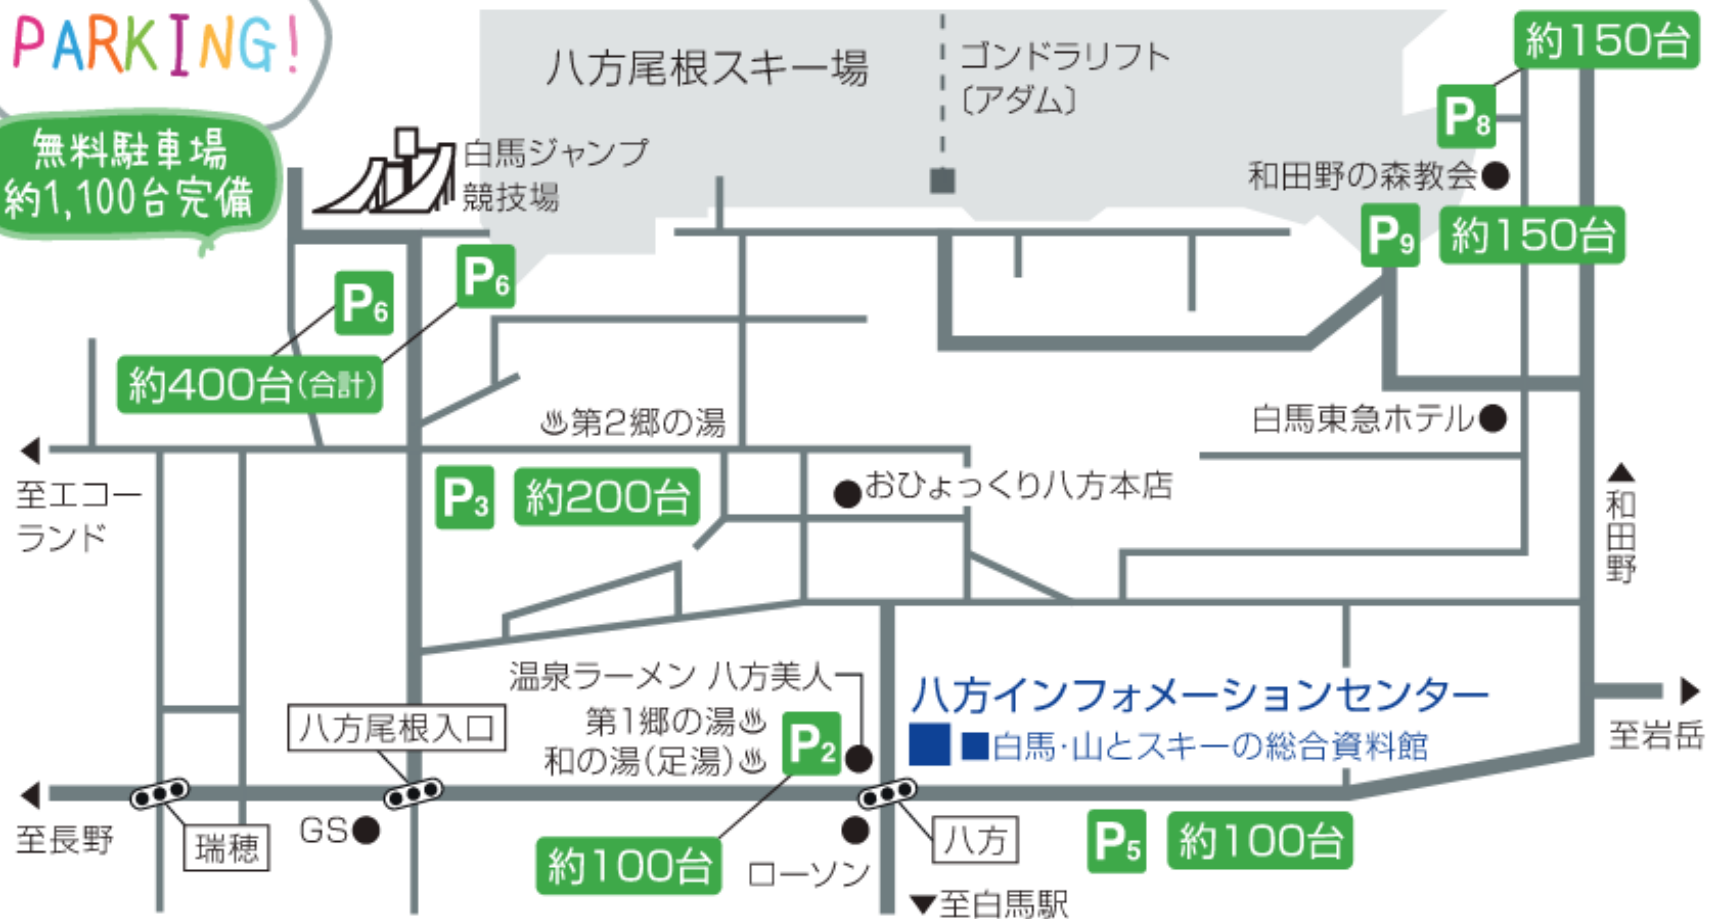 PARKING!
無料駐車場
約1,100台完備
八方尾根スキー場
ゴンドラリフト
〔アダム〕
約150台
P8
白馬ジャンプ
競技場
和田野の森教会
P9
約150台
P6
P6
約400台(合計)
♨第2郷の湯
白馬東急ホテル
至エコー
ランド
P3
約200台
おひょっくり八方本店
和田野
温泉ラーメン 八方美人
第1郷の湯♨
和の湯(足湯)♨
P2
八方インフォメーションセンター
■白馬・山とスキーの総合資料館
至岩岳
八方尾根入口
至長野
瑞穂
GS
約100台
ローソン
八方
P5
約100台
▼至白馬駅